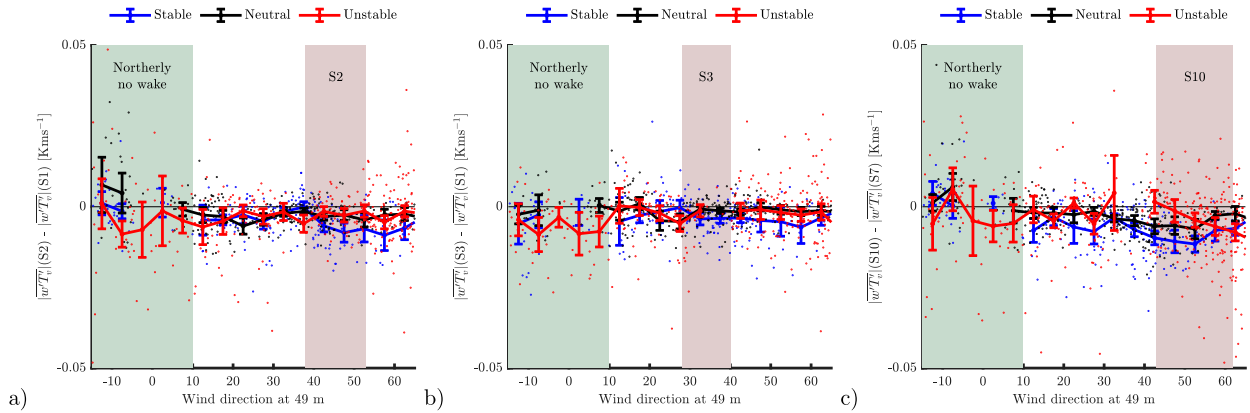 Stable Neutral Unstable
0.05
Northerly
no wake
S2
|w'T'v|(S2) - |w'T'v|(S1) [Kms⁻¹]
0
-0.05
-10 0 10 20 30 40 50 60
Wind direction at 49 m
a)
Stable Neutral Unstable
0.05
Northerly
no wake
S3
|w'T'v|(S3) - |w'T'v|(S1) [Kms⁻¹]
0
-0.05
-10 0 10 20 30 40 50 60
Wind direction at 49 m
b)
Stable Neutral Unstable
0.05
Northerly
no wake
S10
|w'T'v|(S10) - |w'T'v|(S7) [Kms⁻¹]
0
-0.05
-10 0 10 20 30 40 50 60
Wind direction at 49 m
c)